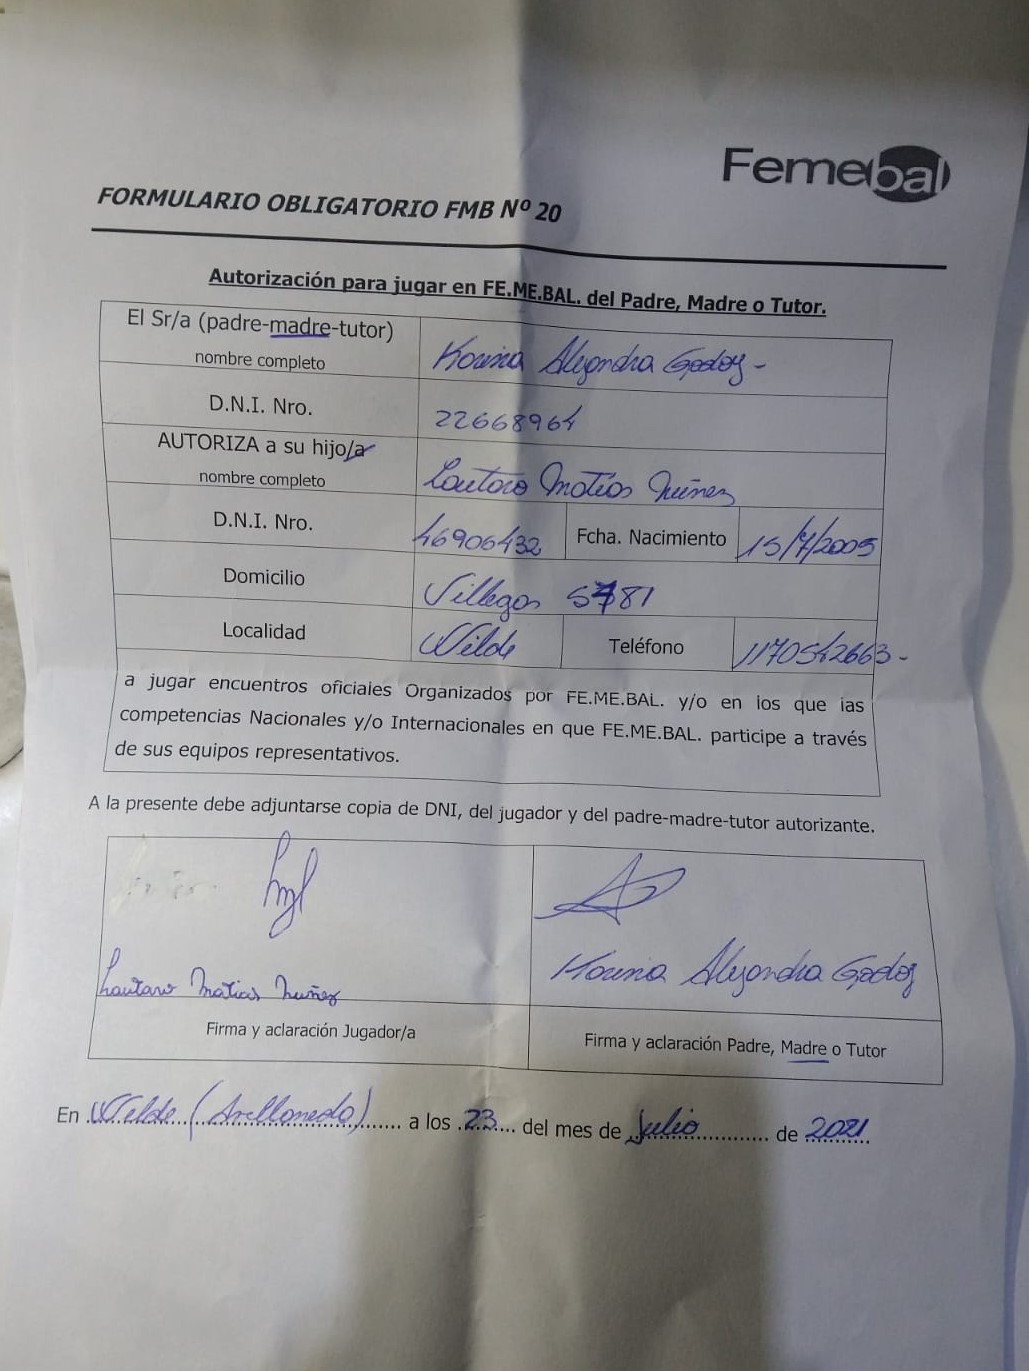 Femebal
FORMULARIO OBLIGATORIO FMB Nº 20
Autorización para jugar en FE.ME.BAL. del Padre, Madre o Tutor.
El Sr/a (padre-madre-tutor)
nombre completo
Karina Alejandra Godoy -
D.N.I. Nro.
22668964
AUTORIZA a su hijo/a
nombre completo
Lautaro Matías Nuñez
D.N.I. Nro.
46906432
Fcha. Nacimiento
15/7/2005
Domicilio
Villegas 5781
Localidad
Wilde
Teléfono
1170542663-
a jugar encuentros oficiales Organizados por FE.ME.BAL. y/o en los que ias
competencias Nacionales y/o Internacionales en que FE.ME.BAL. participe a través
de sus equipos representativos.
A la presente debe adjuntarse copia de DNI, del jugador y del padre-madre-tutor autorizante.
Lautaro Matias Nuñez
Karina Alejandra Godoy
Firma y aclaración Jugador/a
Firma y aclaración Padre, Madre o Tutor
En Wilde (Avellaneda) a los 23 del mes de Julio de 2021